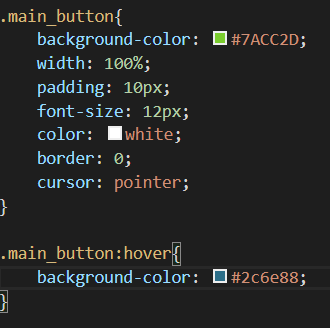 .main_button{
    background-color: #7ACC2D;
    width: 100%;
    padding: 10px;
    font-size: 12px;
    color: white;
    border: 0;
    cursor: pointer;
}

.main_button:hover{
    background-color: #2c6e88;
}